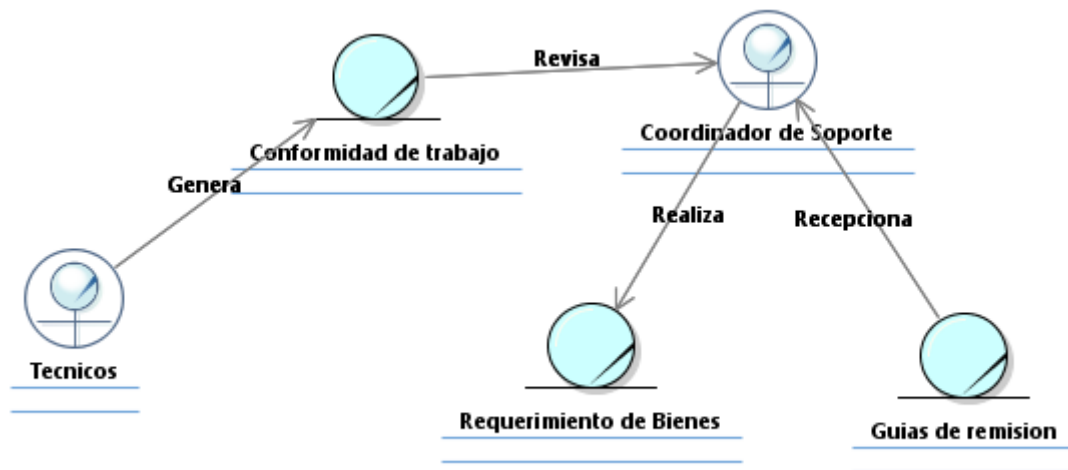 Revisa
Coordinador de Soporte
Conformidad de trabajo
Genera
Realiza
Recepciona
Tecnicos
Requerimiento de Bienes
Guias de remision